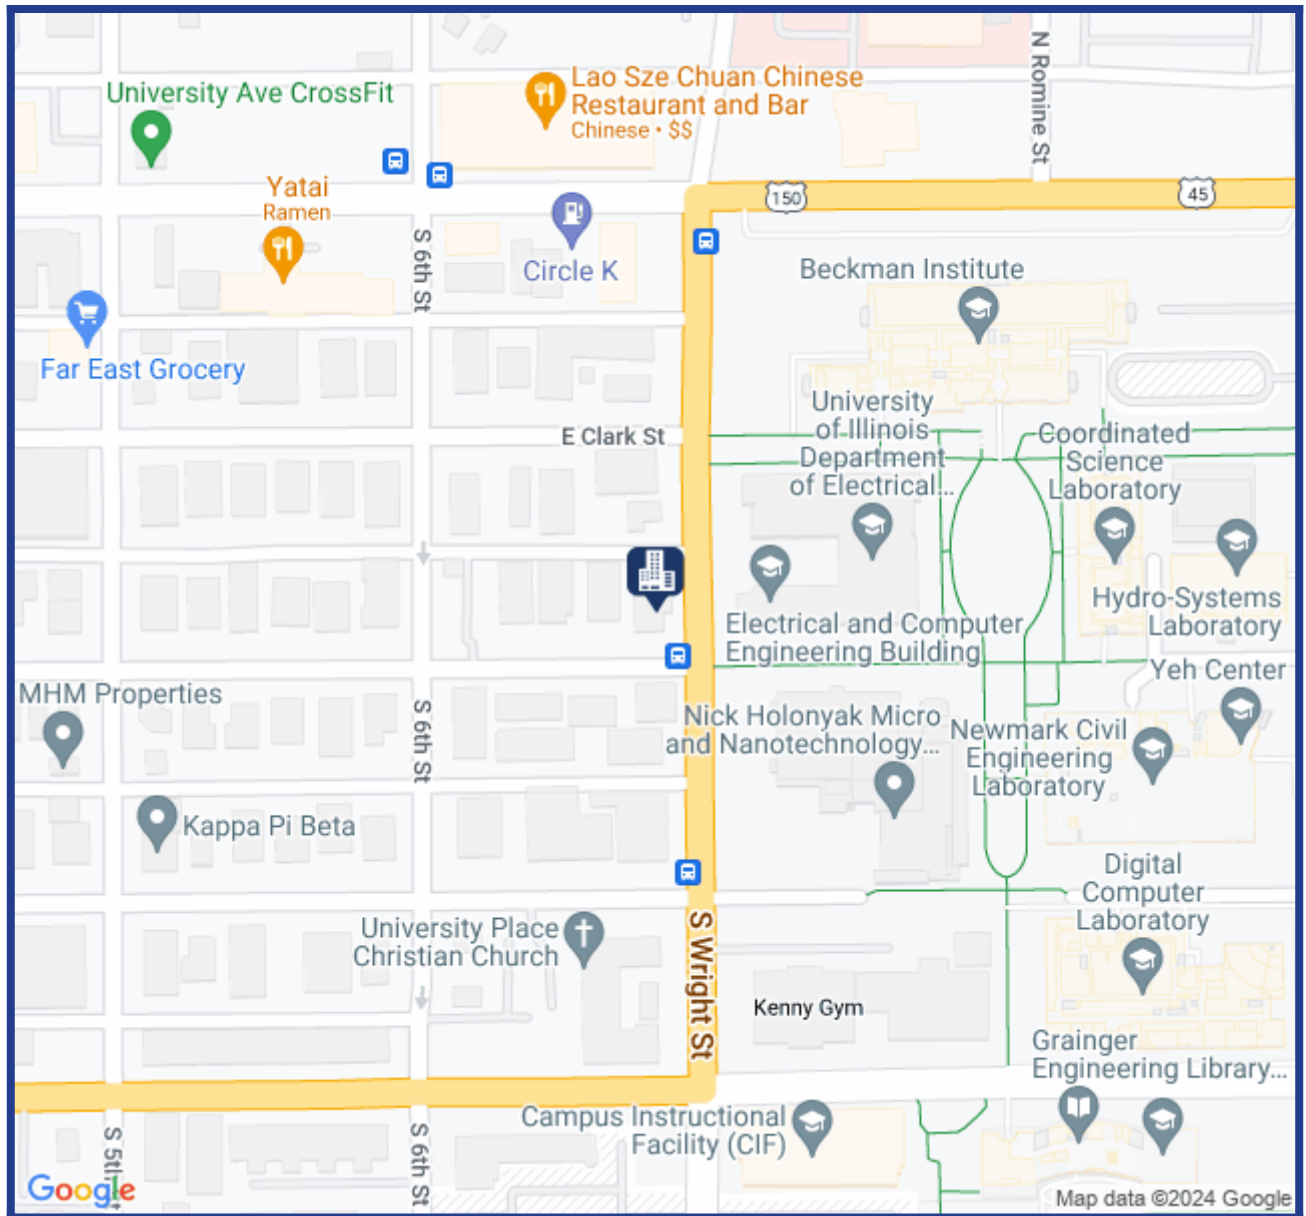 N Romine St
University Ave CrossFit
Lao Sze Chuan Chinese
Restaurant and Bar
Chinese • $$
Yatai
Ramen
150
45
S 6th St
Circle K
Beckman Institute
Far East Grocery
E Clark St
University
of Illinois
Department
of Electrical...
Coordinated
Science
Laboratory
Hydro-Systems
Laboratory
Electrical and Computer
Engineering Building
Yeh Center
MHM Properties
S 6th St
Nick Holonyak Micro
and Nanotechnology...
Newmark Civil
Engineering
Laboratory
Kappa Pi Beta
Digital
Computer
Laboratory
University Place
Christian Church
S Wright St
Kenny Gym
Grainger
Engineering Library...
Campus Instructional
Facility (CIF)
S 5th St
S 6th St
Google
Map data ©2024 Google